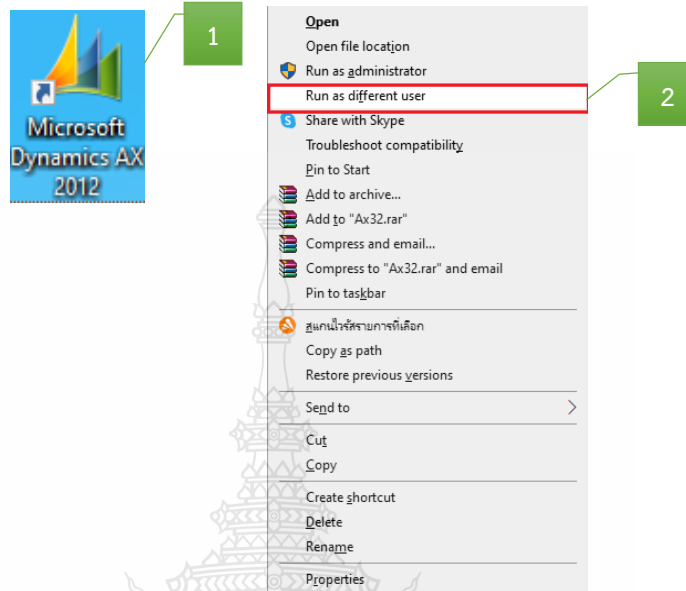 Microsoft
Dynamics AX
2012
1
Open
Open file location
Run as administrator
Run as different user
2
Share with Skype
Troubleshoot compatibility
Pin to Start
Add to archive...
Add to "Ax32.rar"
Compress and email...
Compress to "Ax32.rar" and email
Pin to taskbar
สแกนไวรัสรายการที่เลือก
Copy as path
Restore previous versions
Send to
Cut
Copy
Create shortcut
Delete
Rename
Properties